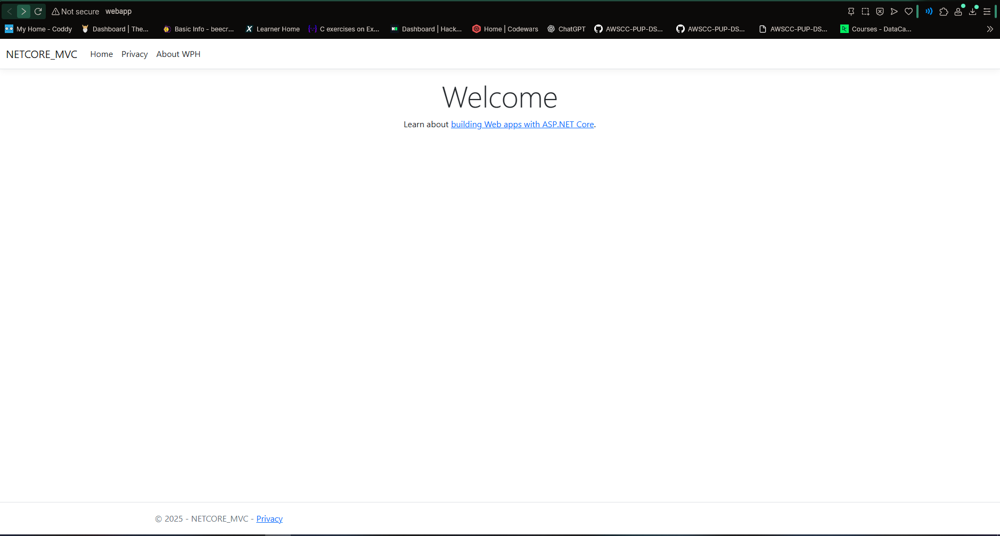 Not secure webapp
My Home - Coddy Dashboard | The... Basic Info - beecr... Learner Home C exercises on Ex... Dashboard | Hack... Home | Codewars ChatGPT AWSCC-PUP-DS... AWSCC-PUP-DS... AWSCC-PUP-DS... Courses - DataCa...
NETCORE_MVC Home Privacy About WPH
Welcome
Learn about building Web apps with ASP.NET Core.
© 2025 - NETCORE_MVC - Privacy